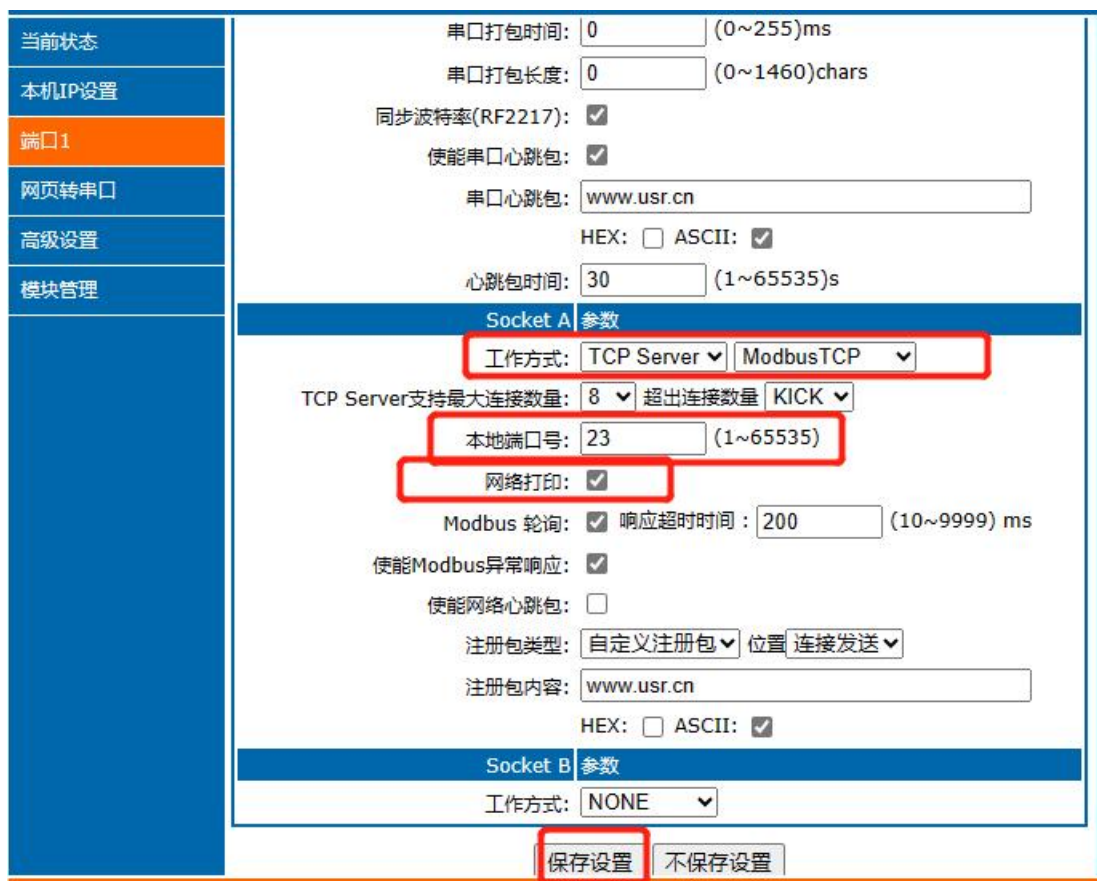 当前状态
本机IP设置
端口1
网页转串口
高级设置
模块管理
串口打包时间: 0 (0~255)ms
串口打包长度: 0 (0~1460)chars
同步波特率(RF2217):
使能串口心跳包:
串口心跳包: www.usr.cn
HEX: ASCII:
心跳包时间: 30 (1~65535)s
Socket A 参数
工作方式: TCP Server ModbusTCP
TCP Server支持最大连接数量: 8 超出连接数量 KICK
本地端口号: 23 (1~65535)
网络打印:
Modbus 轮询: 响应超时时间 : 200 (10~9999) ms
使能Modbus异常响应:
使能网络心跳包:
注册包类型: 自定义注册包 位置 连接发送
注册包内容: www.usr.cn
HEX: ASCII:
Socket B 参数
工作方式: NONE
保存设置 不保存设置